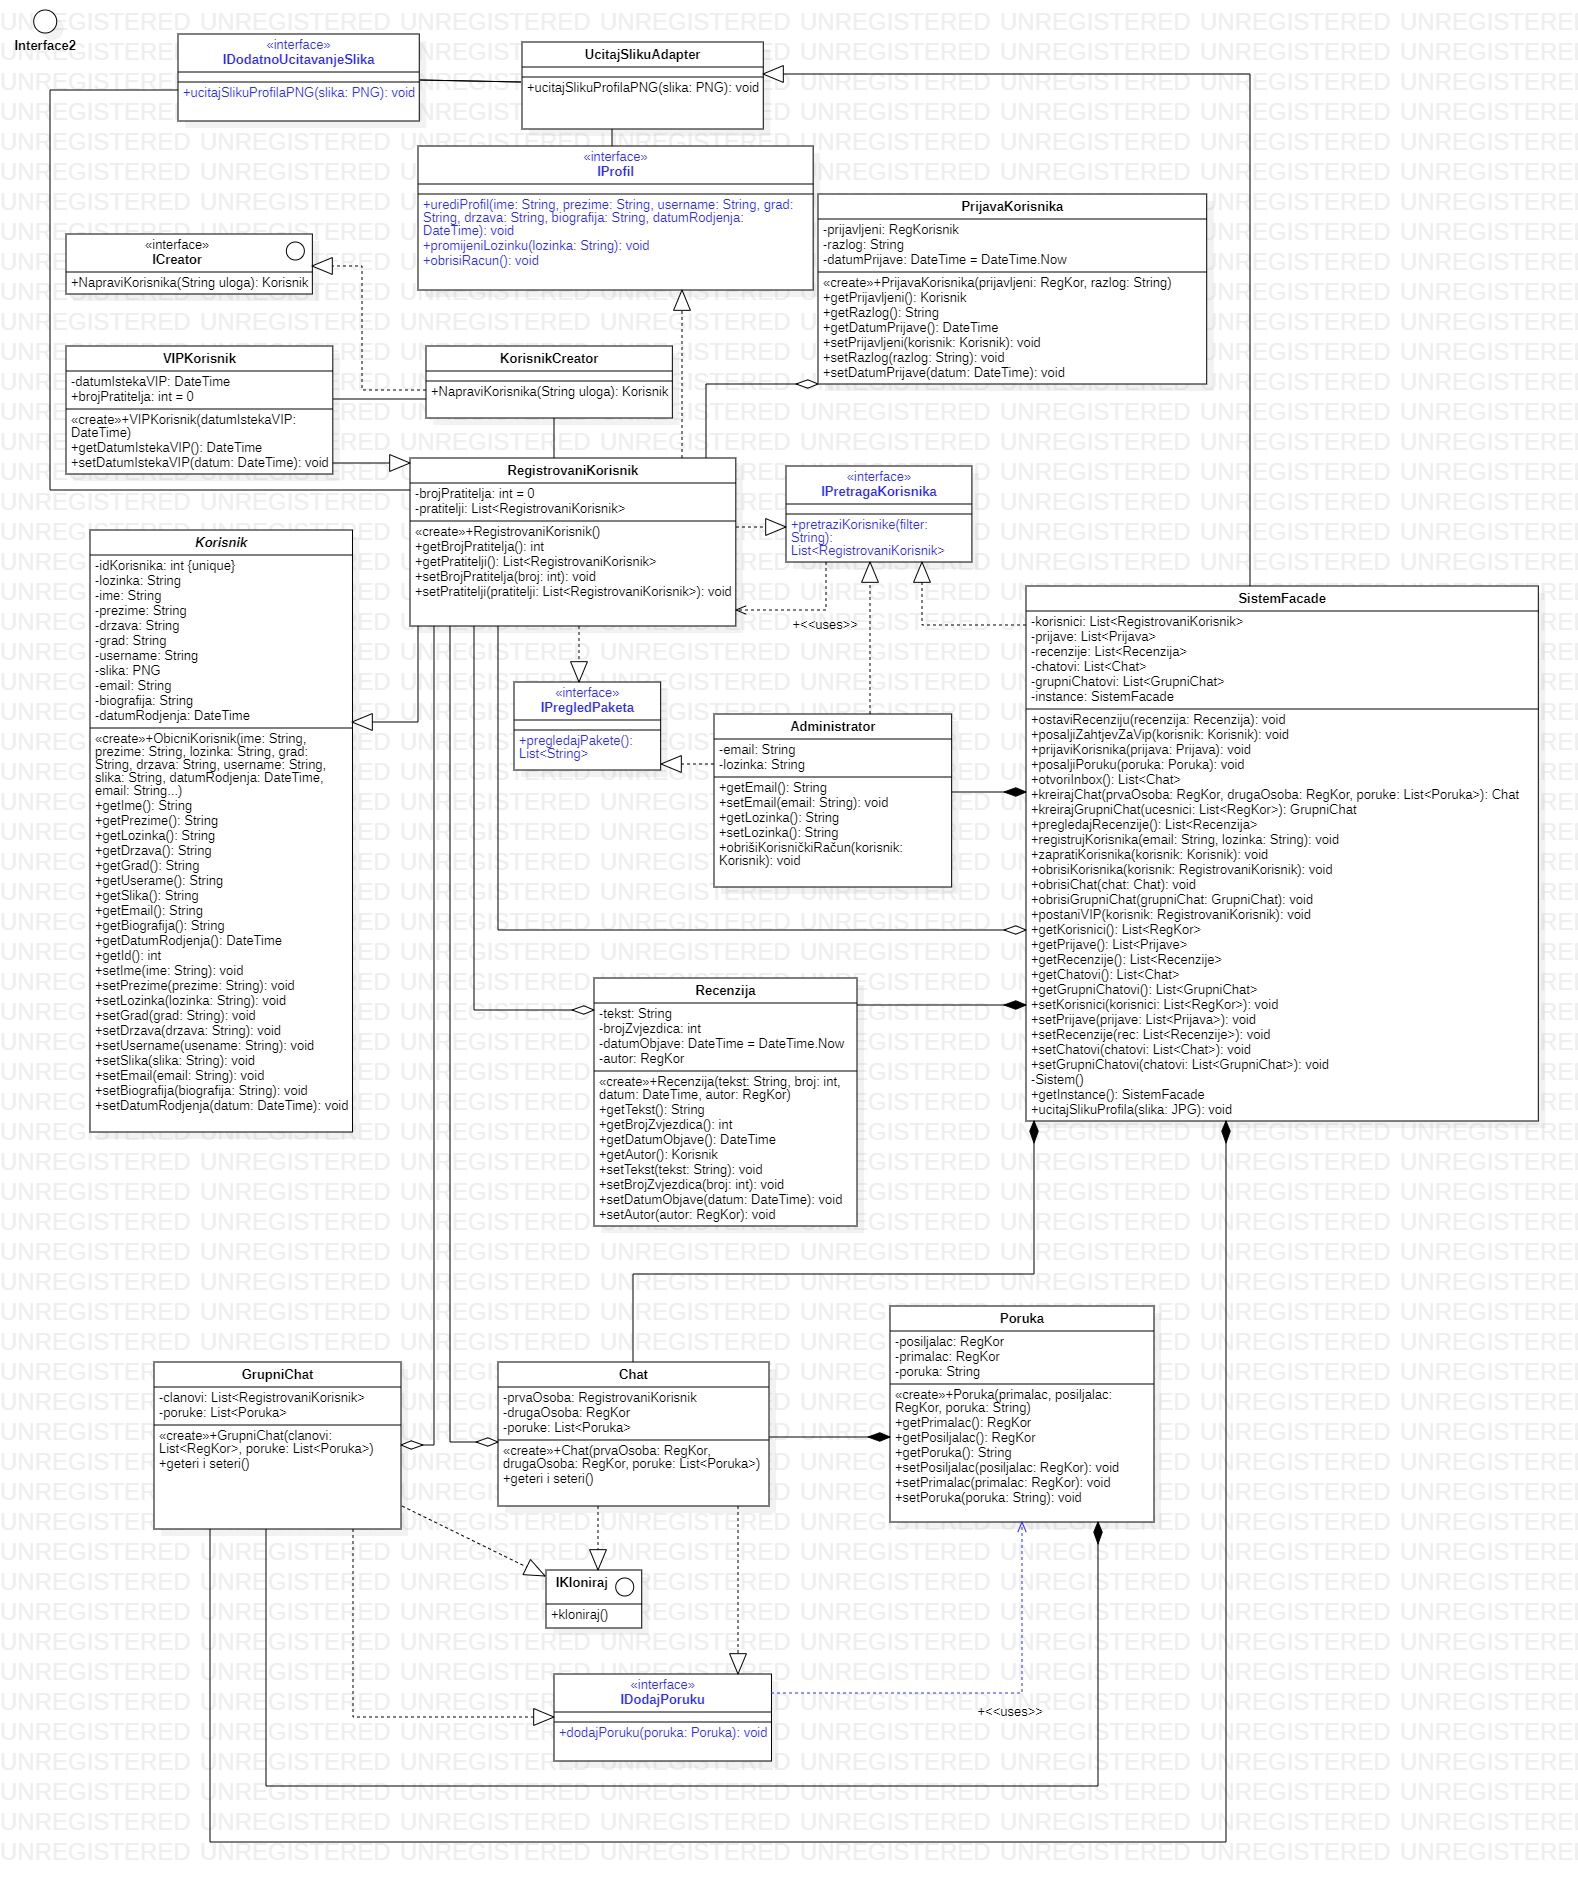 Interface2
«interface»
IDodatnoUcitavanjeSlika
+ucitajSlikuProfilaPNG(slika: PNG): void
UcitajSlikuAdapter
+ucitajSlikuProfilaPNG(slika: PNG): void
«interface»
IProfil
+urediProfil(ime: String, prezime: String, username: String, grad:
String, drzava: String, biografija: String, datumRodjenja:
DateTime): void
+promijeniLozinku(lozinka: String): void
+obrisiRacun(): void
PrijavaKorisnika
-prijavljeni: RegKorisnik
-razlog: String
-datumPrijave: DateTime = DateTime.Now
«create»+PrijavaKorisnika(prijavljeni: RegKor, razlog: String)
+getPrijavljeni(): Korisnik
+getRazlog(): String
+getDatumPrijave(): DateTime
+setPrijavljeni(korisnik: Korisnik): void
+setRazlog(razlog: String): void
+setDatumPrijave(datum: DateTime): void
«interface»
ICreator
+NapraviKorisnika(String uloga): Korisnik
VIPKorisnik
-datumIstekaVIP: DateTime
-brojPratitelja: int = 0
«create»+VIPKorisnik(datumIstekaVIP:
DateTime)
+getDatumIstekaVIP(): DateTime
+setDatumIstekaVIP(datum: DateTime): void
KorisnikCreator
+NapraviKorisnika(String uloga): Korisnik
RegistrovaniKorisnik
-brojPratitelja: int = 0
-pratitelji: List<RegistrovaniKorisnik>
«create»+RegistrovaniKorisnik()
+getBrojPratitelja(): int
+getPratitelji(): List<RegistrovaniKorisnik>
+setBrojPratitelja(broj: int): void
+setPratitelji(pratitelji: List<RegistrovaniKorisnik>): void
«interface»
IPretragaKorisnika
+pretraziKorisnike(filter:
String):
List<RegistrovaniKorisnik>
+<<uses>>
Korisnik
-idKorisnika: int {unique}
-lozinka: String
-ime: String
-prezime: String
-drzava: String
-grad: String
-username: String
-slika: PNG
-email: String
-biografija: String
-datumRodjenja: DateTime
«create»+ObicniKorisnik(ime: String,
prezime: String, lozinka: String, grad:
String, drzava: String, username: String,
slika: String, datumRodjenja: DateTime,
email: String...)
+getIme(): String
+getPrezime(): String
+getLozinka(): String
+getDrzava(): String
+getGrad(): String
+getUserame(): String
+getSlika(): String
+getEmail(): String
+getBiografija(): String
+getDatumRodjenja(): DateTime
+getId(): int
+setIme(ime: String): void
+setPrezime(prezime: String): void
+setLozinka(lozinka: String): void
+setGrad(grad: String): void
+setDrzava(drzava: String): void
+setUsername(usename: String): void
+setSlika(slika: String): void
+setEmail(email: String): void
+setBiografija(biografija: String): void
+setDatumRodjenja(datum: DateTime): void
«interface»
IPregledPaketa
+pregledajPakete():
List<String>
Administrator
-email: String
-lozinka: String
+getEmail(): String
+setEmail(email: String): void
+getLozinka(): String
+setLozinka(): String
+obrišiKorisničkiRačun(korisnik:
Korisnik): void
SistemFacade
-korisnici: List<RegistrovaniKorisnik>
-prijave: List<Prijava>
-recenzije: List<Recenzija>
-chatovi: List<Chat>
-grupniChatovi: List<GrupniChat>
-instance: SistemFacade
+ostaviRecenziju(recenzija: Recenzija): void
+posaljiZahtjevZaVip(korisnik: Korisnik): void
+prijaviKorisnika(prijava: Prijava): void
+posaljiPoruku(poruka: Poruka): void
+otvoriInbox(): List<Chat>
+kreirajChat(prvaOsoba: RegKor, drugaOsoba: RegKor, poruke: List<Poruka>): Chat
+kreirajGrupniChat(ucesnici: List<RegKor>): GrupniChat
+pregledajRecenzije(): List<Recenzija>
+registrujKorisnika(email: String, lozinka: String): void
+zapratiKorisnika(korisnik: Korisnik): void
+obrisiKorisnika(korisnik: RegistrovaniKorisnik): void
+obrisiChat(chat: Chat): void
+obrisiGrupniChat(grupniChat: GrupniChat): void
+postaniVIP(korisnik: RegistrovaniKorisnik): void
+getKorisnici(): List<RegKor>
+getPrijave(): List<Prijave>
+getRecenzije(): List<Recenzije>
+getChatovi(): List<Chat>
+getGrupniChatovi(): List<GrupniChat>
+setKorisnici(korisnici: List<RegKor>): void
+setPrijave(prijave: List<Prijava>): void
+setRecenzije(rec: List<Recenzije>): void
+setChatovi(chatovi: List<Chat>): void
+setGrupniChatovi(chatovi: List<GrupniChat>): void
-Sistem()
+getInstance(): SistemFacade
+ucitajSlikuProfila(slika: JPG): void
Recenzija
-tekst: String
-brojZvjezdica: int
-datumObjave: DateTime = DateTime.Now
-autor: RegKor
«create»+Recenzija(tekst: String, broj: int,
datum: DateTime, autor: RegKor)
+getTekst(): String
+getBrojZvjezdica(): int
+getDatumObjave(): DateTime
+getAutor(): Korisnik
+setTekst(tekst: String): void
+setBrojZvjezdica(broj: int): void
+setDatumObjave(datum: DateTime): void
+setAutor(autor: RegKor): void
Poruka
-posiljalac: RegKor
-primalac: RegKor
-poruka: String
«create»+Poruka(primalac, posiljalac:
RegKor, poruka: String)
+getPrimalac(): RegKor
+getPosiljalac(): RegKor
+getPoruka(): String
+setPosiljalac(posiljalac: RegKor): void
+setPrimalac(primalac: RegKor): void
+setPoruka(poruka: String): void
GrupniChat
-clanovi: List<RegistrovaniKorisnik>
-poruke: List<Poruka>
«create»+GrupniChat(clanovi:
List<RegKor>, poruke: List<Poruka>)
+geteri i seteri()
Chat
-prvaOsoba: RegistrovaniKorisnik
-drugaOsoba: RegKor
-poruke: List<Poruka>
«create»+Chat(prvaOsoba: RegKor,
drugaOsoba: RegKor, poruke: List<Poruka>)
+geteri i seteri()
IKloniraj
+kloniraj()
«interface»
IDodajPoruku
+dodajPoruku(poruka: Poruka): void
+<<uses>>